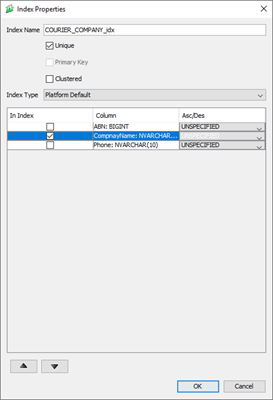 Index Properties
Index Name COURIER_COMPANY_idx
Unique
Primary Key
Clustered
Index Type Platform Default
In Index Column Asc/Des
ABN: BIGINT UNSPECIFIED
CompnayName: NVARCHAR... UNSPECIFIED
Phone: NVARCHAR(10) UNSPECIFIED
OK Cancel